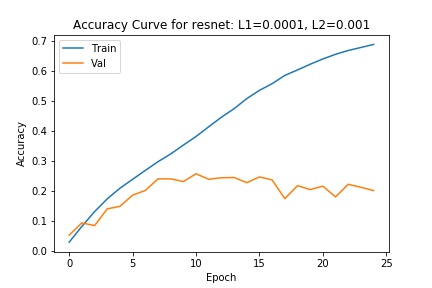 Accuracy Curve for resnet: L1=0.0001, L2=0.001
Train
Val
Accuracy
0.7
0.6
0.5
0.4
0.3
0.2
0.1
0.0
0 5 10 15 20 25
Epoch